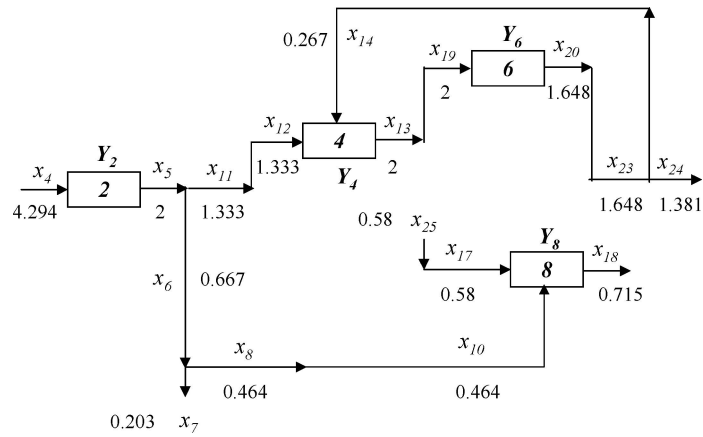 0.267 x14
x19 Y6 x20
6
2 1.648
x12 4 x13
1.333 Y4 2
x4 Y2 x5 x11
2
4.294 2 1.333
x23 x24
1.648 1.381
0.58 x25
x17 Y8 x18
8
0.58 0.715
x6 0.667
x8 x10
0.464 0.464
0.203 x7